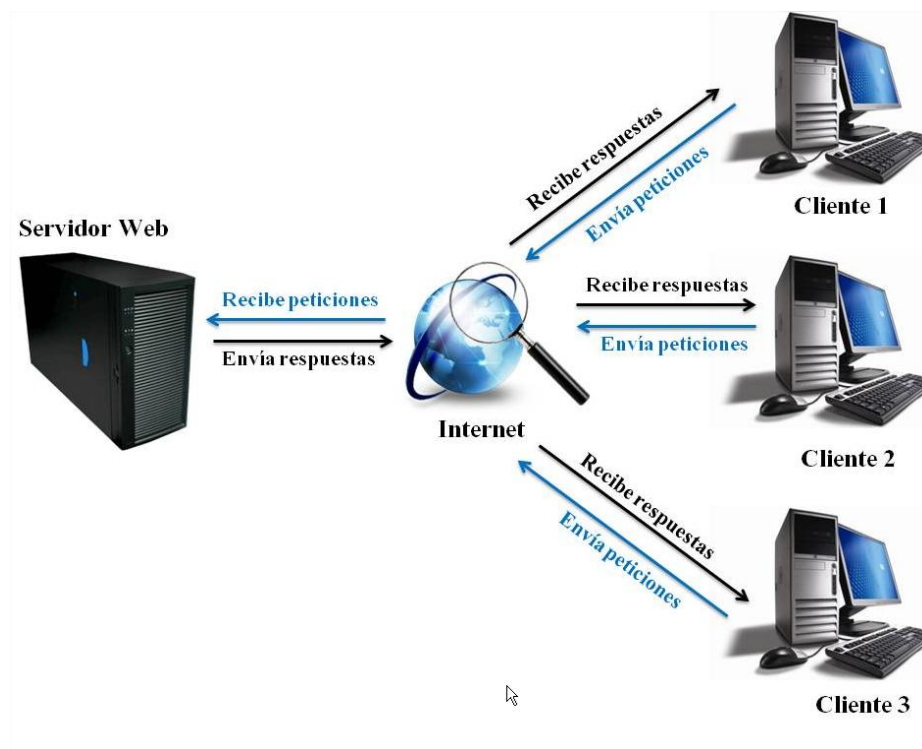 Servidor Web
Recibe peticiones
Envía respuestas
Internet
Recibe respuestas
Envía peticiones
Cliente 1
Recibe respuestas
Envía peticiones
Cliente 2
Recibe respuestas
Envía peticiones
Cliente 3